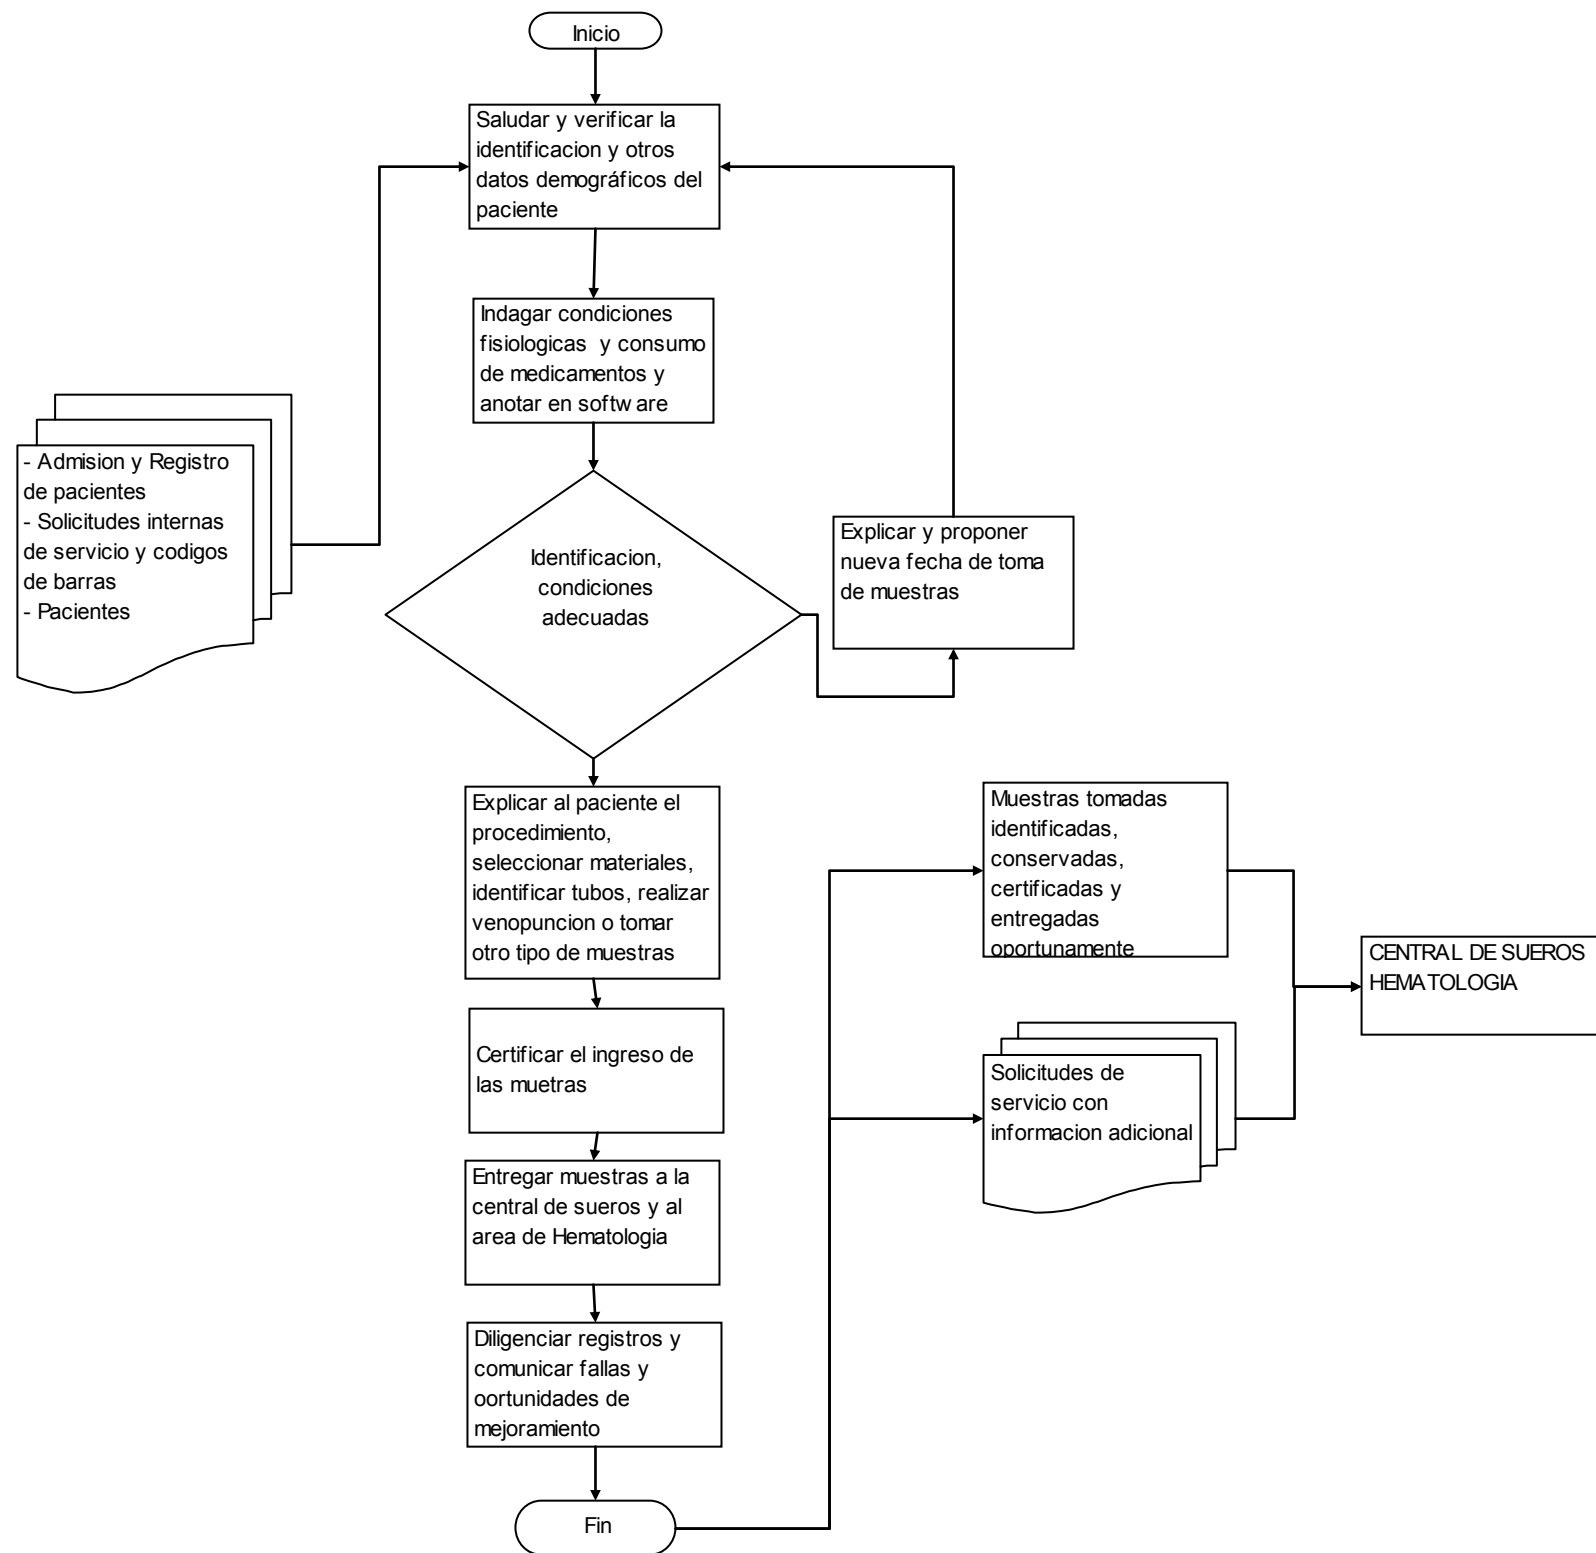 Inicio
Saludar y verificar la
identificacion y otros
datos demográficos del
paciente
Indagar condiciones
fisiologicas y consumo
de medicamentos y
anotar en software
- Admision y Registro
de pacientes
- Solicitudes internas
de servicio y codigos
de barras
- Pacientes
Identificacion,
condiciones
adecuadas
Explicar y proponer
nueva fecha de toma
de muestras
Explicar al paciente el
procedimiento,
seleccionar materiales,
identificar tubos, realizar
venopuncion o tomar
otro tipo de muestras
Certificar el ingreso de
las muetras
Entregar muestras a la
central de sueros y al
area de Hematologia
Diligenciar registros y
comunicar fallas y
oortunidades de
mejoramiento
Fin
Muestras tomadas
identificadas,
conservadas,
certificadas y
entregadas
oportunamente
Solicitudes de
servicio con
informacion adicional
CENTRAL DE SUEROS
HEMATOLOGIA